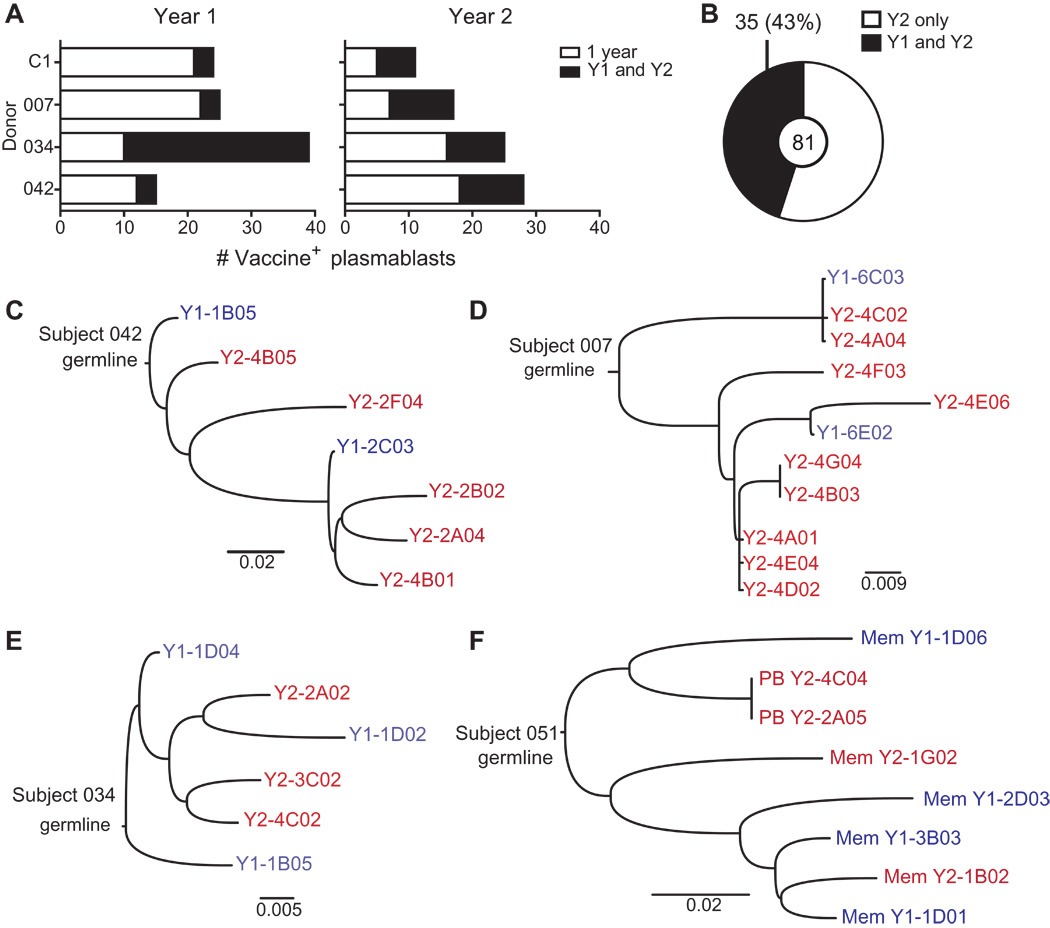 A
Year 1
Year 2
Donor
C1
007
034
042
0
10
20
30
40
0
10
20
30
40
# Vaccine+ plasmablasts
1 year
Y1 and Y2
B
35 (43%)
81
Y2 only
Y1 and Y2
C
Subject 042
germline
Y1-1B05
Y2-4B05
Y2-2F04
Y1-2C03
Y2-2B02
Y2-2A04
Y2-4B01
0.02
D
Subject 007
germline
Y1-6C03
Y2-4C02
Y2-4A04
Y2-4F03
Y2-4E06
Y1-6E02
Y2-4G04
Y2-4B03
Y2-4A01
Y2-4E04
Y2-4D02
0.009
E
Subject 034
germline
Y1-1D04
Y2-2A02
Y1-1D02
Y2-3C02
Y2-4C02
Y1-1B05
0.005
F
Subject 051
germline
Mem Y1-1D06
PB Y2-4C04
PB Y2-2A05
Mem Y2-1G02
Mem Y1-2D03
Mem Y1-3B03
Mem Y2-1B02
Mem Y1-1D01
0.02